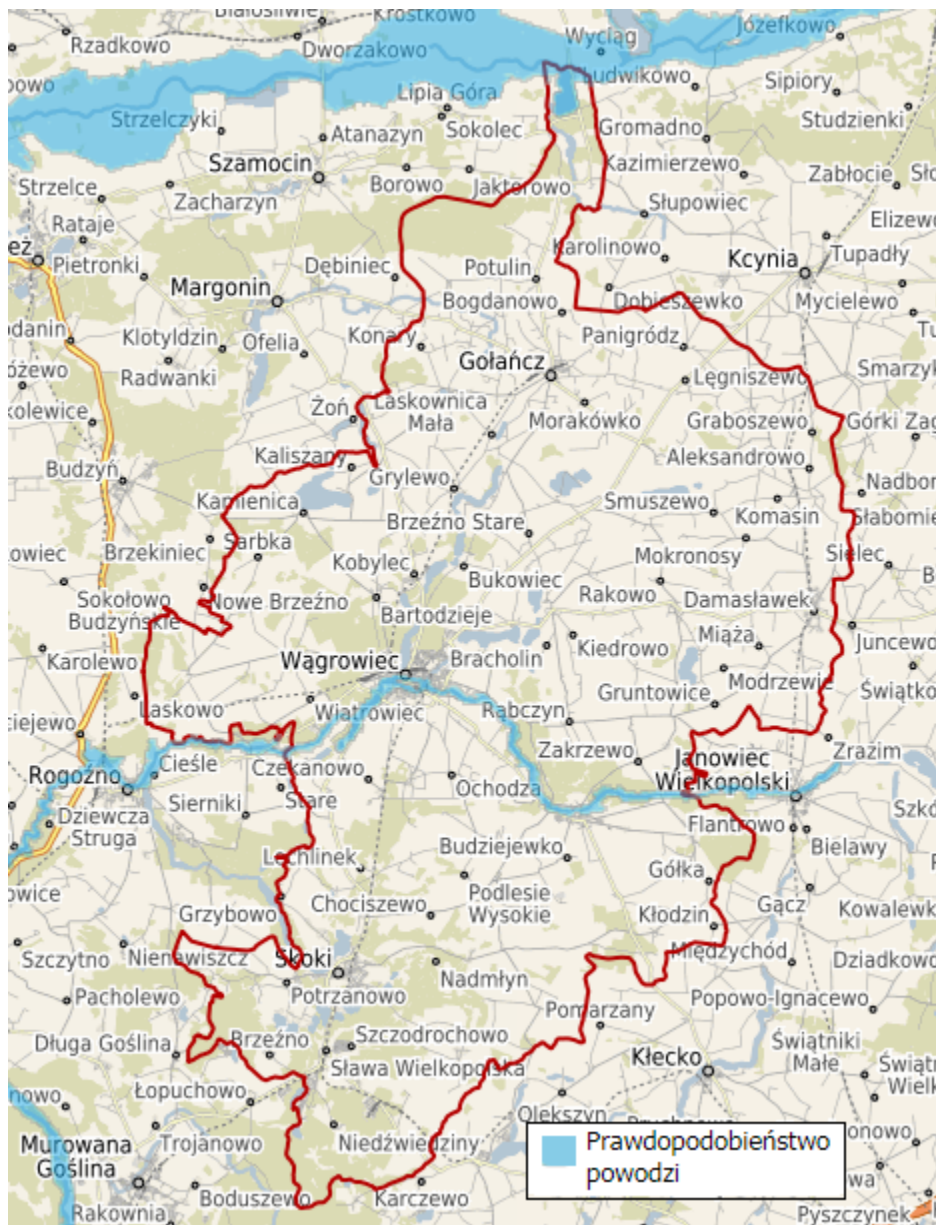 Białośliwie
Krostkowo
Rzadkowo
Dworzakowo
Wyciąg
Józefkowo
Ludwikowo
Sipiory
Lipia Góra
Strzelczyki
Atanazyn
Sokolec
Gromadno
Studzienki
Szamocin
Kazimierzewo
Zabłocie
Strzelce
Borowo
Jaktorowo
Zacharzyn
Słupowiec
Rataje
Elizewo
Pietronki
Dębiniec
Potulin
Karolinowo
Kcynia
Tupadły
Margonin
Bogdanowo
Dobieszewko
Mycielewo
Klotyldzin
Ofelia
Konary
Panigródz
Radwanki
Gołańcz
Łęgniszewo
Smarzyk
Żoń
Laskownica
Mała
Morakówko
Graboszewo
Górki Zag
Budzyń
Kaliszany
Grylewo
Aleksandrowo
Nadbor
Kamienica
Smuszewo
Komasin
Słabomie
Brzekiniec
Sarbka
Brzeźno Stare
Mokronosy
Sielec
Kobylec
Bukowiec
Sokołowo
Budzyńskie
Nowe Brzeźno
Bartodzieje
Rakowo
Damasławek
Karolewo
Wągrowiec
Bracholin
Kiedrowo
Miąża
Juncewo
Laskowo
Wiatrowiec
Gruntowice
Modrzewie
Świątko
Rąbczyn
Rogoźno
Cieśle
Czekanowo
Zakrzewo
Janowiec
Wielkopolski
Żrazim
Sierniki
Stare
Ochodza
Dziewcza
Struga
Flantrowo
Lechlinek
Budziejewko
Bielawy
Gółka
Grzybowo
Chociszewo
Podlesie
Wysokie
Kłodzin
Gącz
Kowalewk
Szczytno
Nienawiszcz
Skoki
Międzychód
Nadmłyn
Dziadkowo
Pacholewo
Potrzanowo
Popowo-Ignacewo
Pomarzany
Długa Goślina
Brzeźno
Szczodrochowo
Świątniki
Małe
Sława Wielkopolska
Kłecko
Łopuchowo
Olekszyn
Murowana
Goślina
Trojanowo
Niedźwiedziny
Prawdopodobieństwo
powodzi
Boduszewo
Karczewo
Rakownia
Pyszczynek